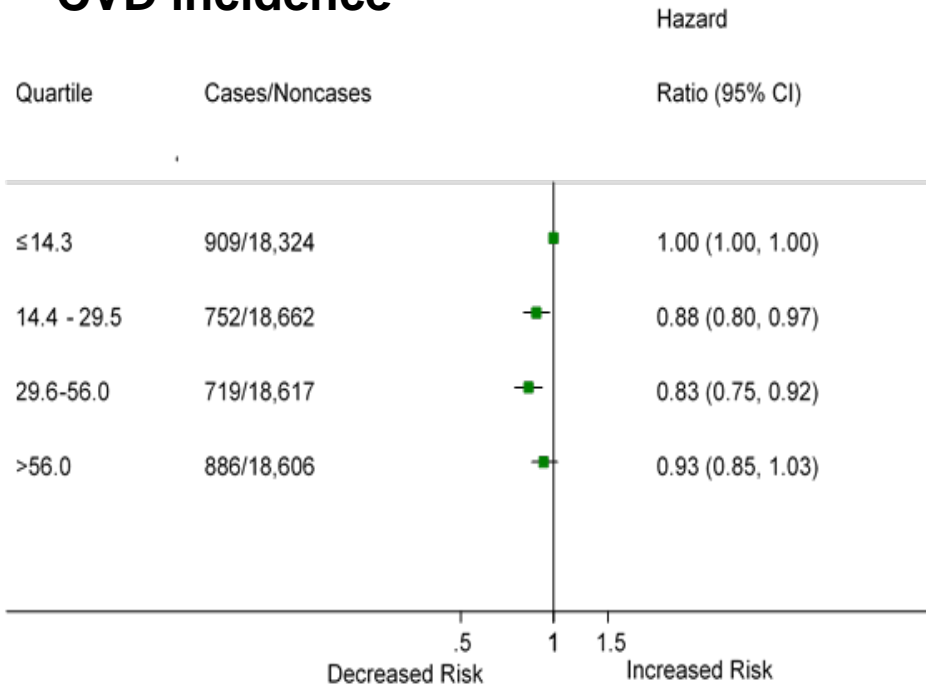 CVD Incidence
Hazard
Quartile Cases/Noncases Ratio (95% CI)
≤14.3 909/18,324 1.00 (1.00, 1.00)
14.4 - 29.5 752/18,662 0.88 (0.80, 0.97)
29.6-56.0 719/18,617 0.83 (0.75, 0.92)
>56.0 886/18,606 0.93 (0.85, 1.03)
.5 1 1.5
Decreased Risk Increased Risk